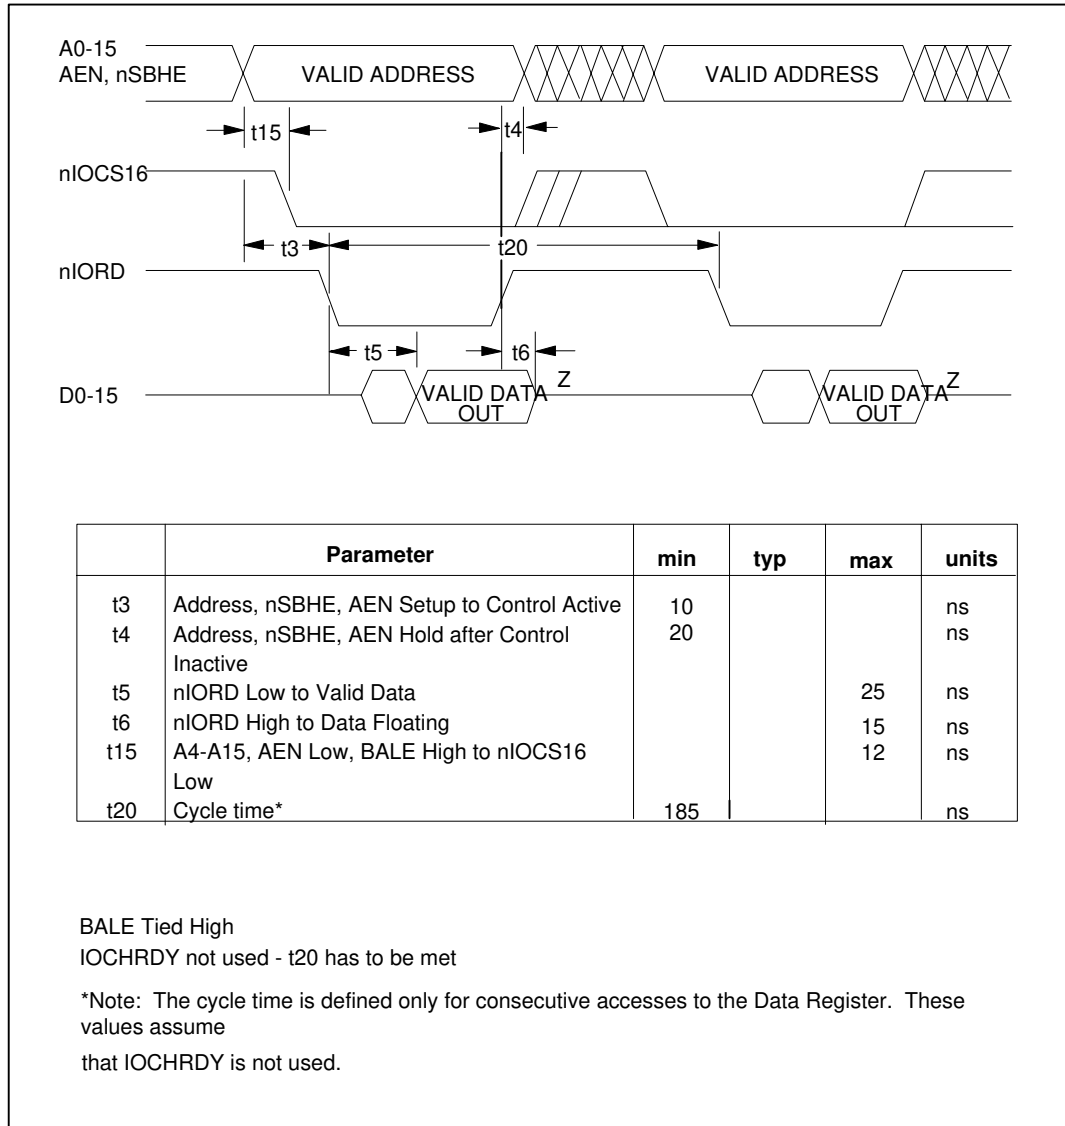 A0-15
AEN, nSBHE
VALID ADDRESS
VALID ADDRESS
t15
t4
nIOCS16
t3
t20
nIORD
t5
t6
D0-15
VALID DATA OUT
Z
VALID DATA OUT
Z
Parameter min typ max units
t3 Address, nSBHE, AEN Setup to Control Active 10 ns
t4 Address, nSBHE, AEN Hold after Control 20 ns
Inactive
t5 nIORD Low to Valid Data 25 ns
t6 nIORD High to Data Floating 15 ns
t15 A4-A15, AEN Low, BALE High to nIOCS16 12 ns
Low
t20 Cycle time* 185 ns
BALE Tied High
IOCHRDY not used - t20 has to be met
*Note: The cycle time is defined only for consecutive accesses to the Data Register. These
values assume
that IOCHRDY is not used.